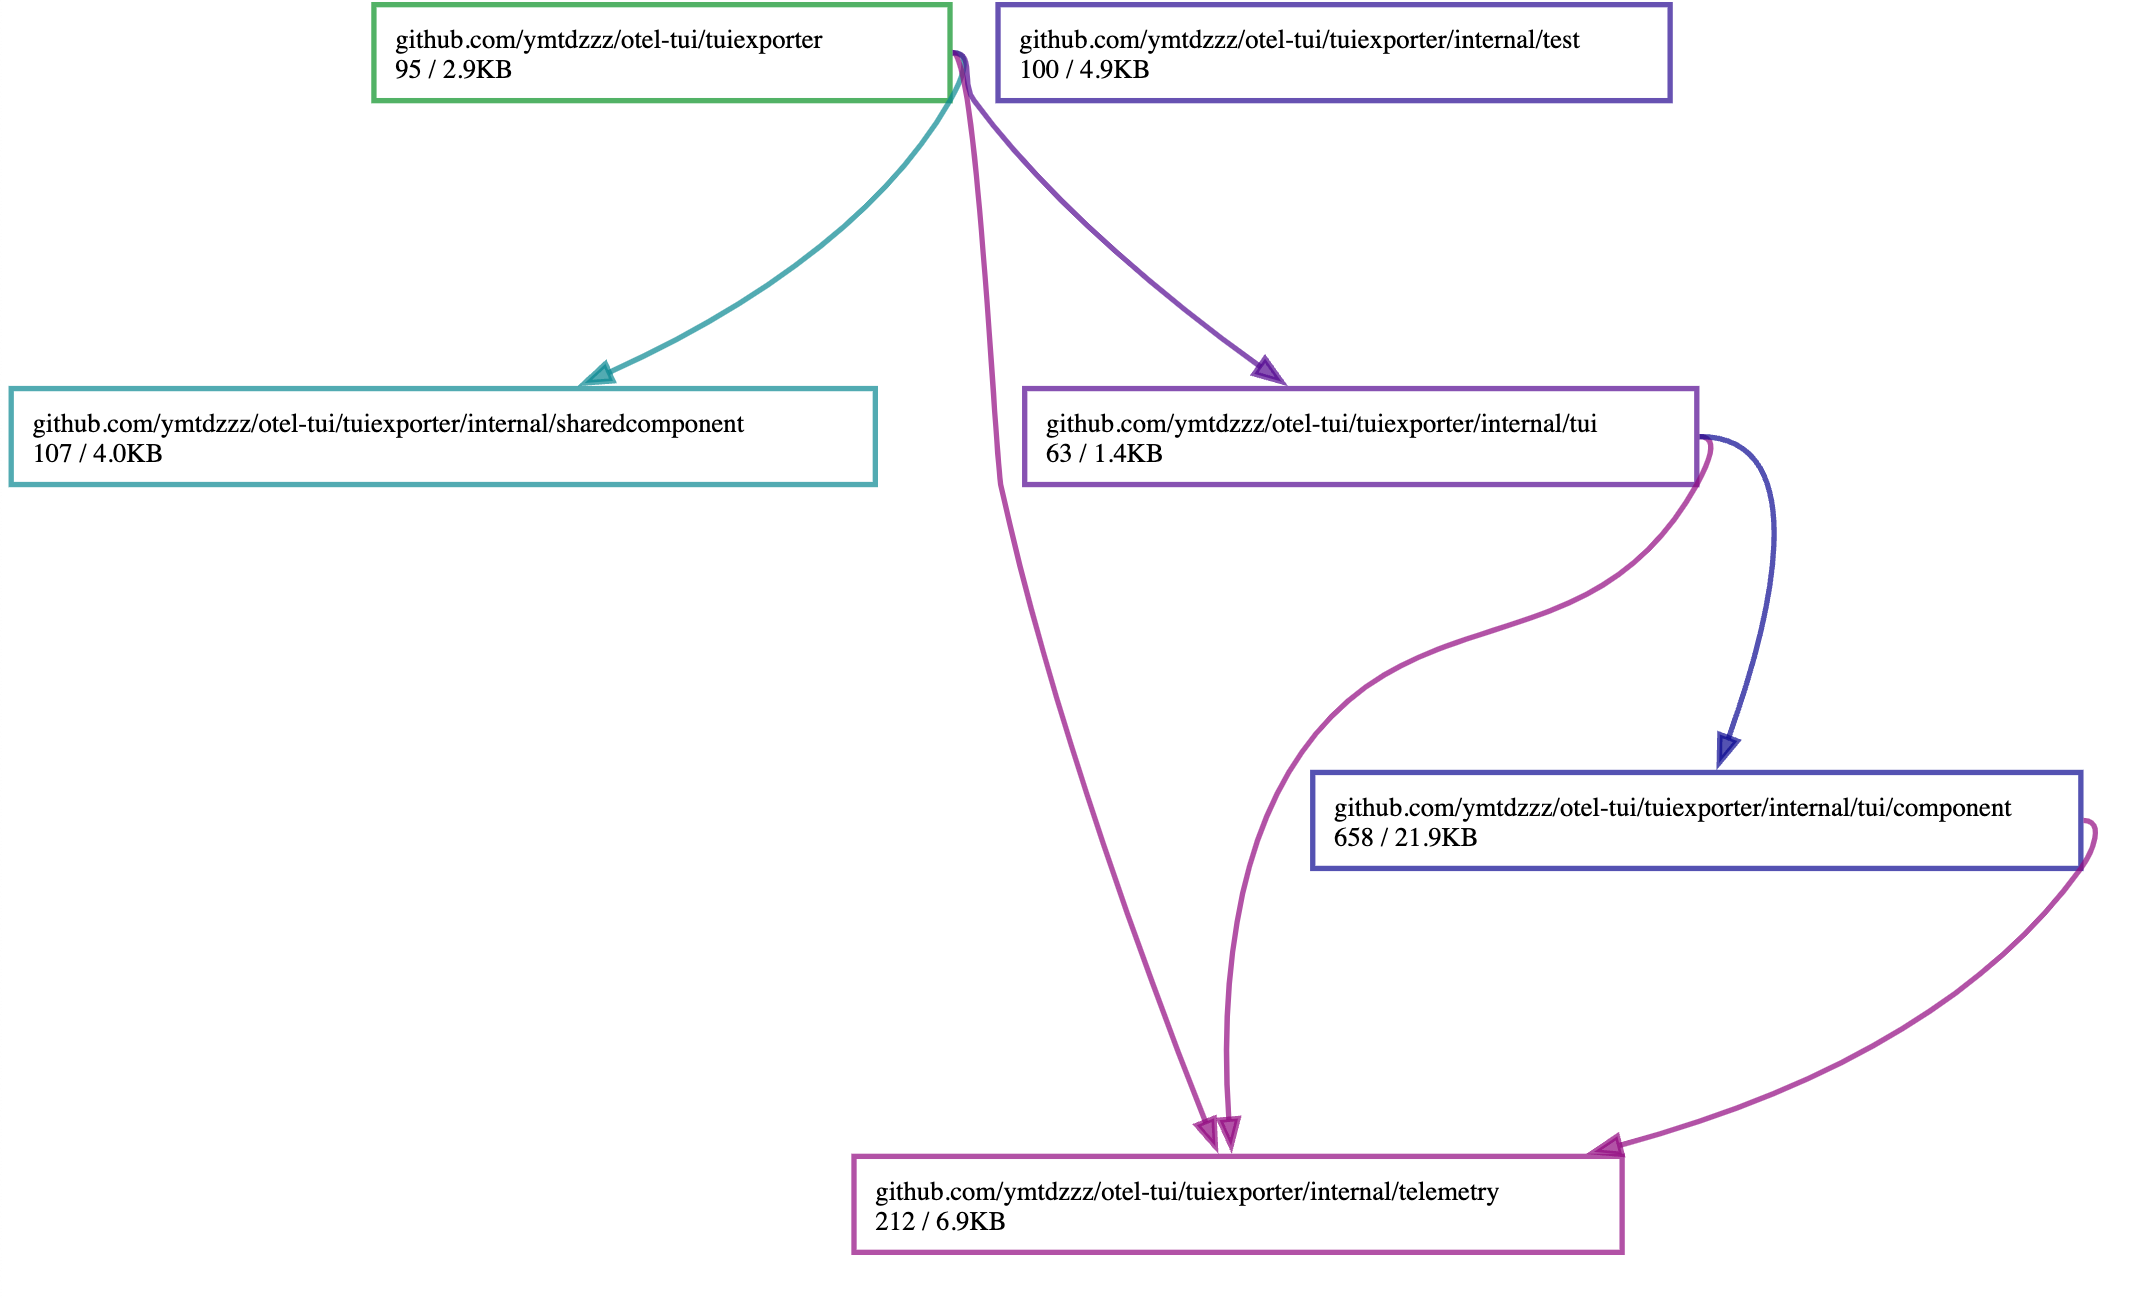 github.com/ymtdzzz/otel-tui/tuiexporter
95 / 2.9KB
github.com/ymtdzzz/otel-tui/tuiexporter/internal/test
100 / 4.9KB
github.com/ymtdzzz/otel-tui/tuiexporter/internal/sharedcomponent
107 / 4.0KB
github.com/ymtdzzz/otel-tui/tuiexporter/internal/tui
63 / 1.4KB
github.com/ymtdzzz/otel-tui/tuiexporter/internal/tui/component
658 / 21.9KB
github.com/ymtdzzz/otel-tui/tuiexporter/internal/telemetry
212 / 6.9KB